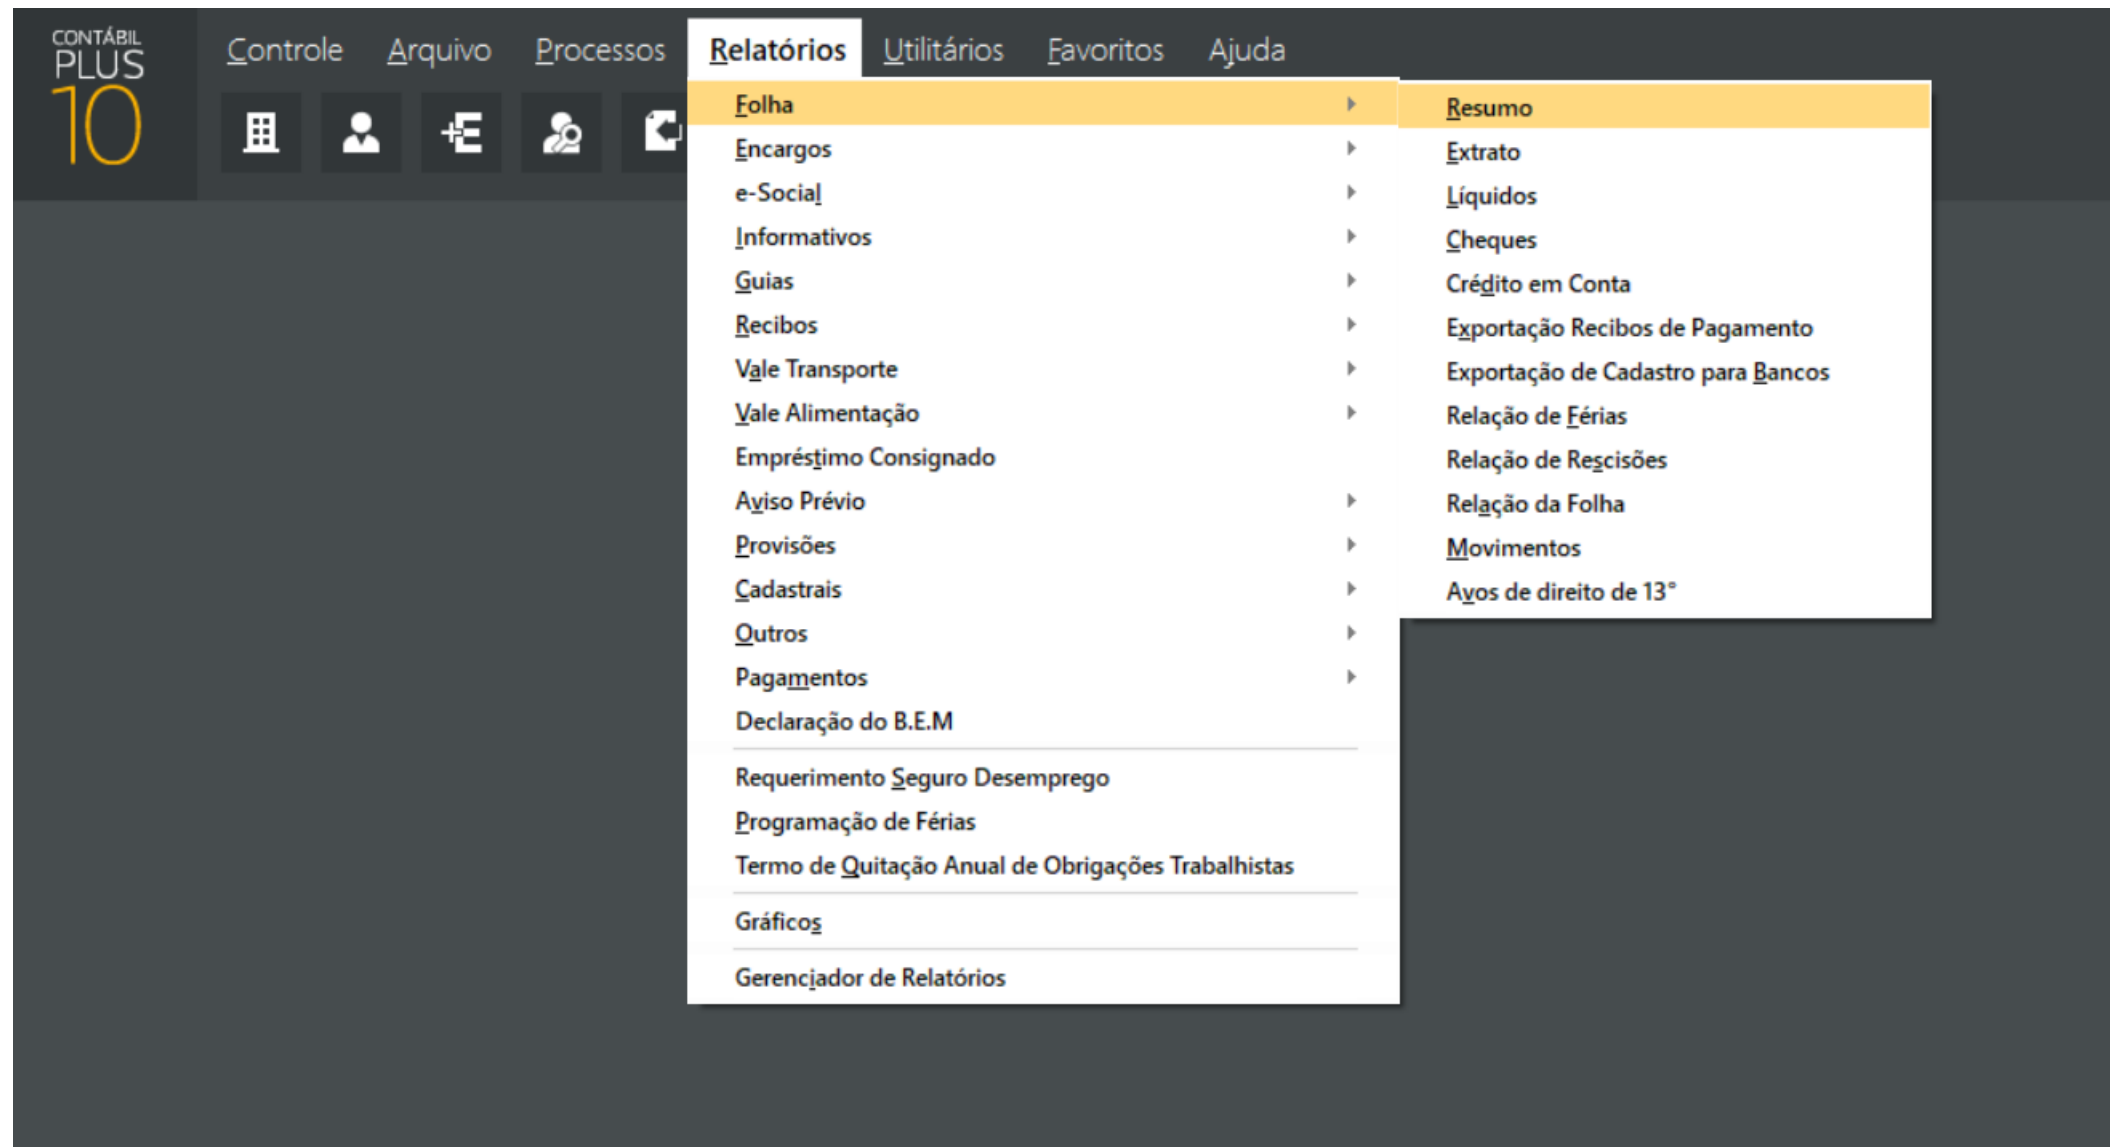 CONTÁBIL
PLUS
10
Controle Arquivo Processos Relatórios Utilitários Favoritos Ajuda
Folha
Encargos
e-Social
Informativos
Guias
Recibos
Vale Transporte
Vale Alimentação
Empréstimo Consignado
Aviso Prévio
Provisões
Cadastrais
Outros
Pagamentos
Declaração do B.E.M
Requerimento Seguro Desemprego
Programação de Férias
Termo de Quitação Anual de Obrigações Trabalhistas
Gráficos
Gerenciador de Relatórios
Resumo
Extrato
Líquidos
Cheques
Crédito em Conta
Exportação Recibos de Pagamento
Exportação de Cadastro para Bancos
Relação de Férias
Relação de Rescisões
Relação da Folha
Movimentos
Avos de direito de 13°